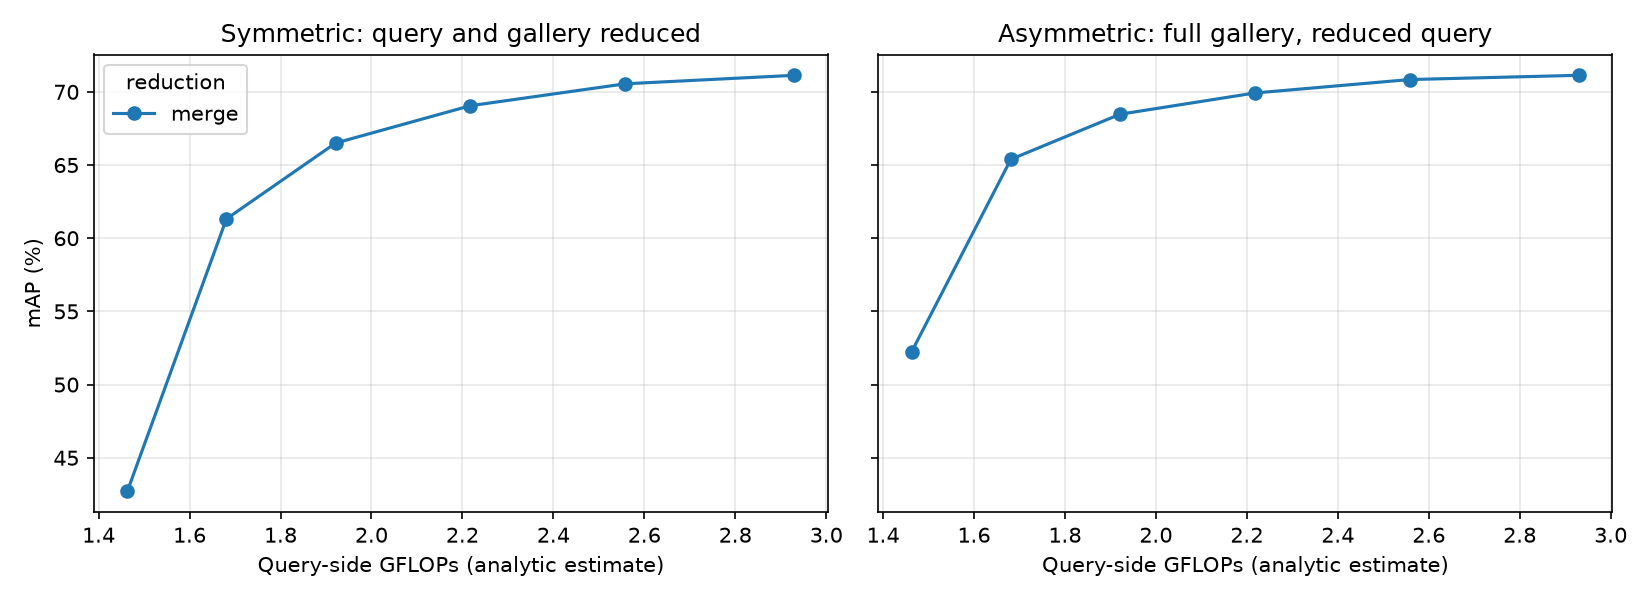 Symmetric: query and gallery reduced
reduction
merge
mAP (%)
70
65
60
55
50
45
1.4 1.6 1.8 2.0 2.2 2.4 2.6 2.8 3.0
Query-side GFLOPs (analytic estimate)
Asymmetric: full gallery, reduced query
1.4 1.6 1.8 2.0 2.2 2.4 2.6 2.8 3.0
Query-side GFLOPs (analytic estimate)